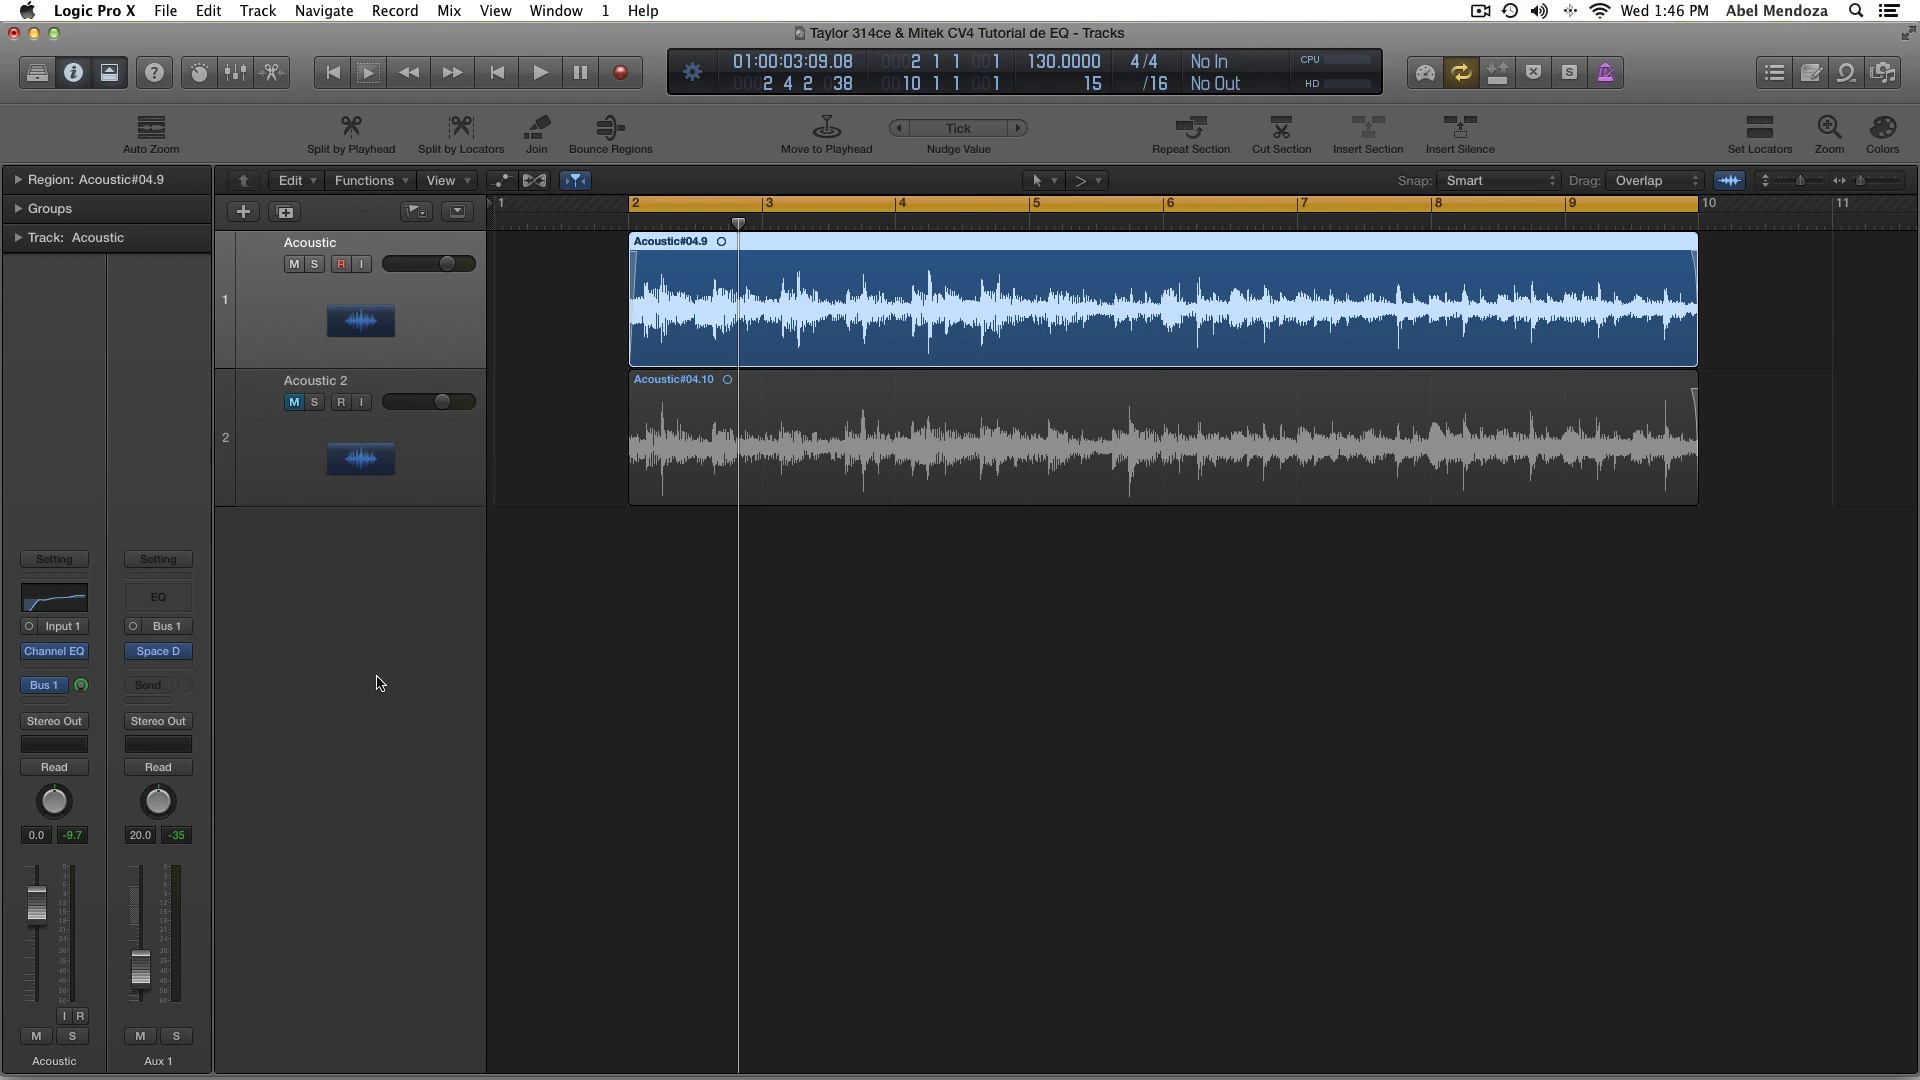 Logic Pro X File Edit Track Navigate Record Mix View Window 1 Help Wed 1:46 PM Abel Mendoza
Taylor 314ce & Mitek CV4 Tutorial de EQ - Tracks
01:00:03:09.08 0002 1 1 001 130.0000 4/4 No In CPU
0002 4 2 038 0010 1 1 001 15 /16 No Out HD
S
Tick
Auto Zoom Split by Playhead Split by Locators Join Bounce Regions Move to Playhead Nudge Value Repeat Section Cut Section Insert Section Insert Silence Set Locators Zoom Colors
Region: Acoustic#04.9 Edit Functions View Snap: Smart Drag: Overlap
Groups
1 2 3 4 5 6 7 8 9 10 11
Track: Acoustic
Acoustic Acoustic#04.9
M S R I
1
Acoustic 2 Acoustic#04.10
M S R I
2
Setting Setting
EQ
Input 1 Bus 1
Channel EQ Space D
Bus 1 Send
Stereo Out Stereo Out
Read Read
0.0 -9.7 20.0 -35
I R
M S M S
Acoustic Aux 1